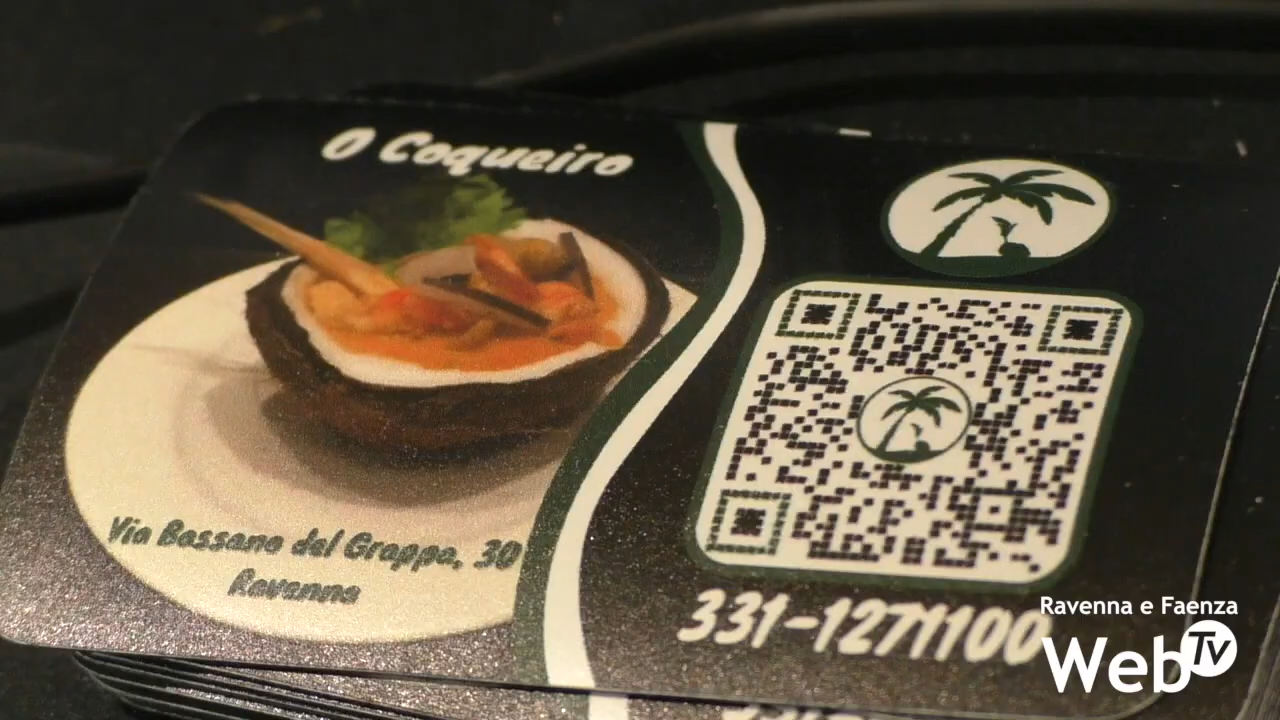 O Coqueiro
Via Bassano del Grappa, 30
Ravenna
331-1271100
Ravenna e Faenza
WebTv